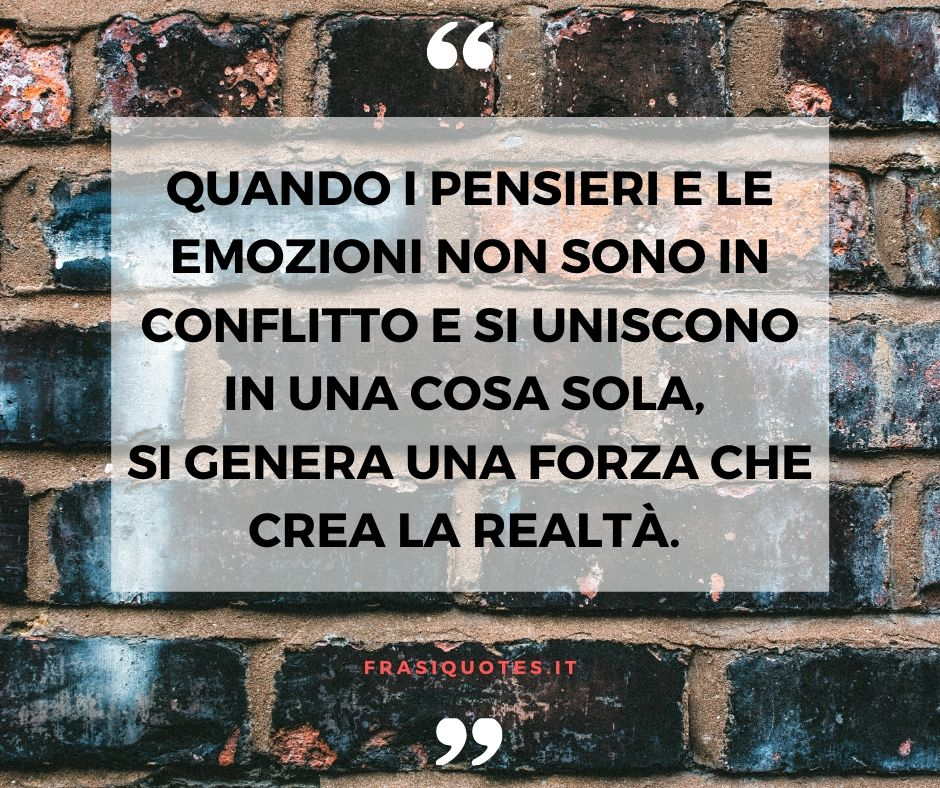 “
QUANDO I PENSIERI E LE
EMOZIONI NON SONO IN
CONFLITTO E SI UNISCONO
IN UNA COSA SOLA,
SI GENERA UNA FORZA CHE
CREA LA REALTÀ.
FRASIQUOTES.IT
”